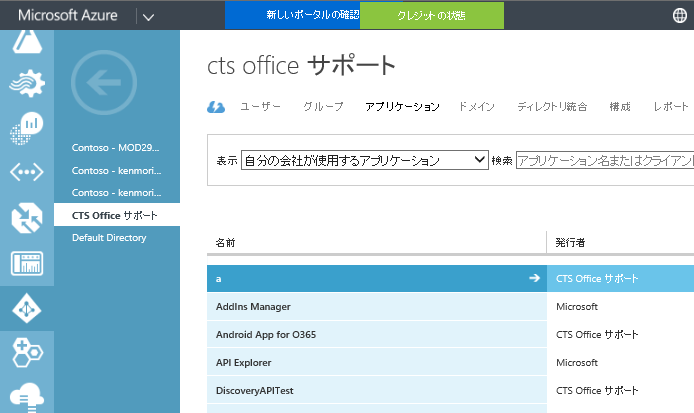 Microsoft Azure
新しいポータルの確認
クレジットの状態
cts office サポート
ユーザー グループ アプリケーション ドメイン ディレクトリ統合 構成 レポート
Contoso - MOD29...
Contoso - kenmori...
Contoso - kenmori...
CTS Office サポート
Default Directory
表示 自分の会社が使用するアプリケーション 検索 アプリケーション名またはクライアン
名前 発行者
a CTS Office サポート
AddIns Manager Microsoft
Android App for O365 CTS Office サポート
API Explorer Microsoft
DiscoveryAPITest CTS Office サポート